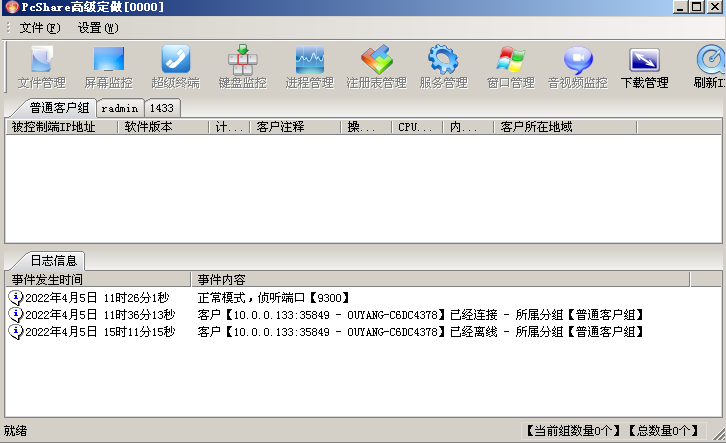 PcShare高级定做[0000]
文件(F) 设置(W)
文件管理 屏幕监控 超级终端 键盘监控 进程管理 注册表管理 服务管理 窗口管理 音视频监控 下载管理 刷新I
普通客户组 radmin 1433
被控制端IP地址 软件版本 计... 客户注释 操... CPU... 内... 客户所在地域
日志信息
事件发生时间 事件内容
2022年4月5日 11时26分1秒 正常模式，侦听端口【9300】
2022年4月5日 11时36分13秒 客户【10.0.0.133:35849 - OUYANG-C6DC4378】已经连接 - 所属分组【普通客户组】
2022年4月5日 15时11分15秒 客户【10.0.0.133:35849 - OUYANG-C6DC4378】已经离线 - 所属分组【普通客户组】
就绪 【当前组数量0个】【总数量0个】